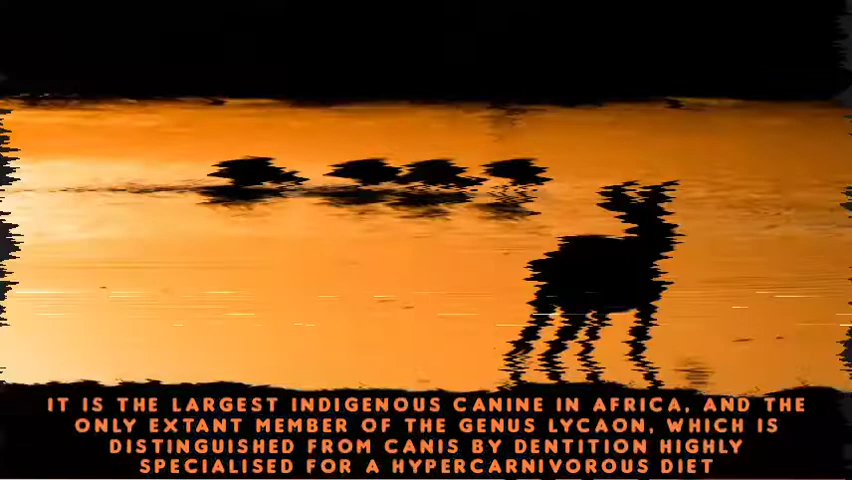 IT IS THE LARGEST INDIGENOUS CANINE IN AFRICA, AND THE
ONLY EXTANT MEMBER OF THE GENUS LYCAON, WHICH IS
DISTINGUISHED FROM CANIS BY DENTITION HIGHLY
SPECIALISED FOR A HYPERCARNIVOROUS DIET